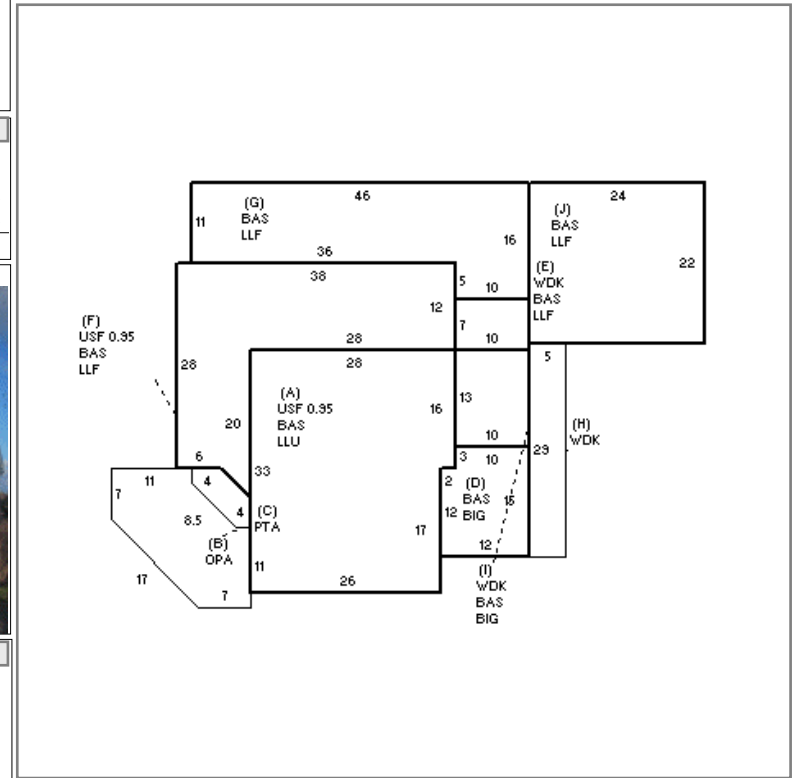 46
24
(G)
BAS
LLF
(J)
BAS
LLF
11
16
36
22
(E)
WDK
BAS
LLF
38
5
10
12
(F)
USF 0.95
BAS
LLF
7
28
10
28
28
5
(A)
USF 0.95
BAS
LLU
13
16
20
(H)
WDK
10
6
3
10
29
33
11
4
2
(D)
BAS
BIG
7
15
4
(C)
PTA
12
8.5
17
(B)
OPA
12
11
17
26
7
(I)
WDK
BAS
BIG